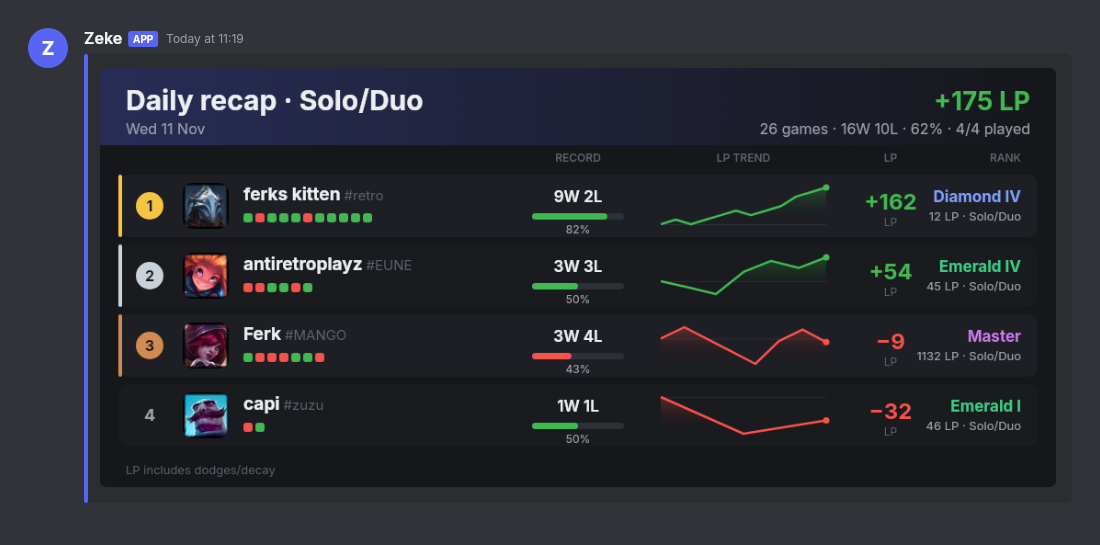 Z
Zeke APP Today at 11:19
Daily recap · Solo/Duo
+175 LP
Wed 11 Nov
26 games · 16W 10L · 62% · 4/4 played
RECORD LP TREND LP RANK
1
ferks kitten #retro
9W 2L
82%
+162
LP
Diamond IV
12 LP · Solo/Duo
2
antiretroplayz #EUNE
3W 3L
50%
+54
LP
Emerald IV
45 LP · Solo/Duo
3
Ferk #MANGO
3W 4L
43%
−9
LP
Master
1132 LP · Solo/Duo
4
capi #zuzu
1W 1L
50%
−32
LP
Emerald I
46 LP · Solo/Duo
LP includes dodges/decay